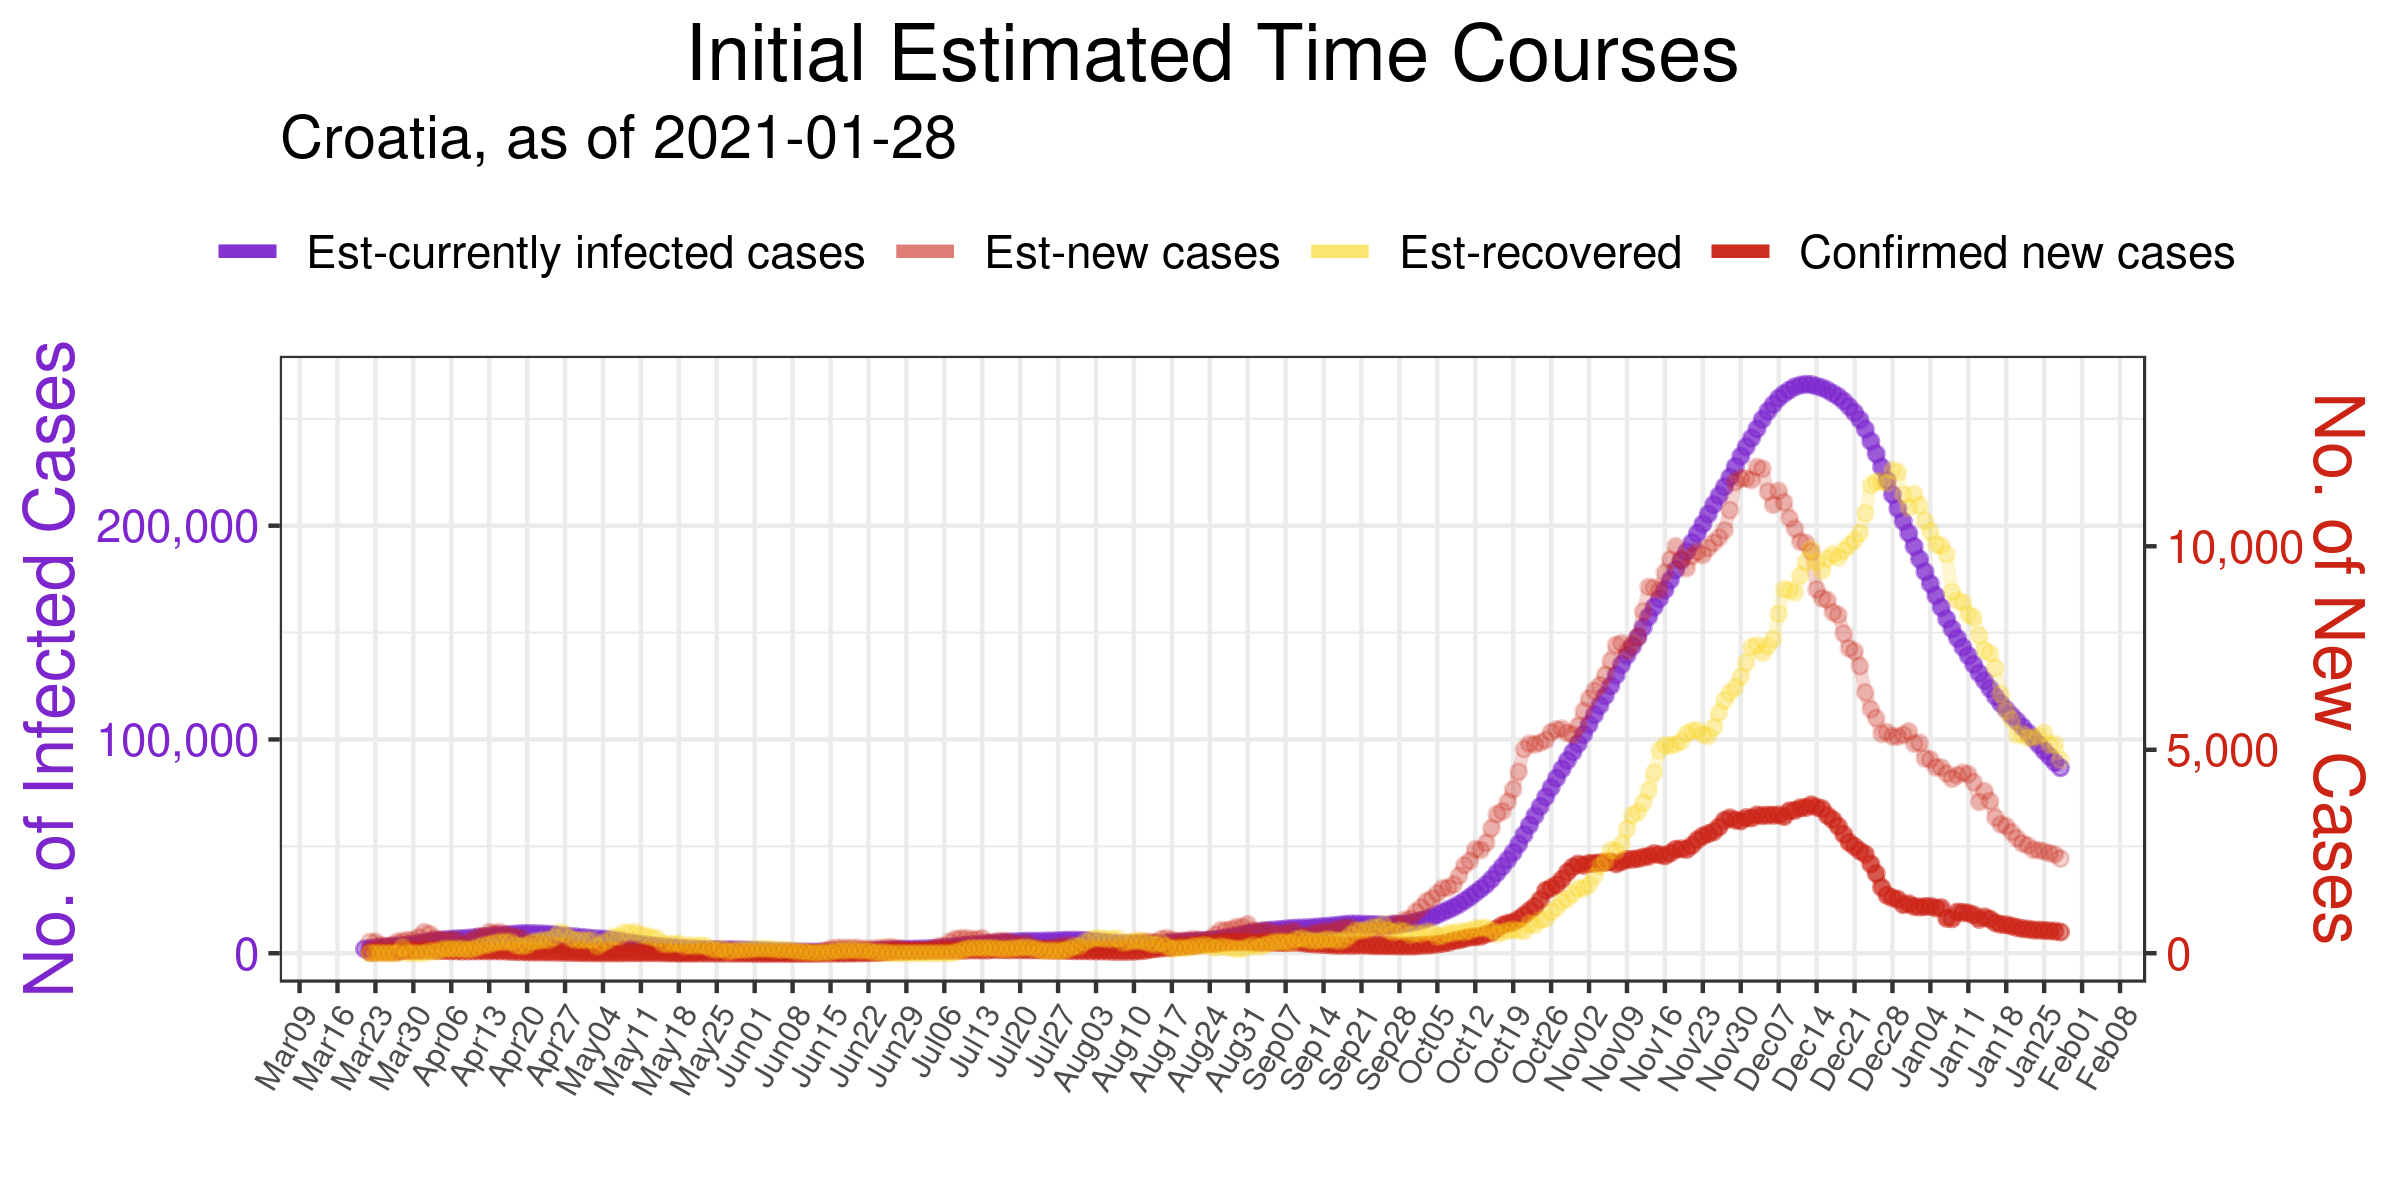 Initial Estimated Time Courses
Croatia, as of 2021-01-28
Est-currently infected cases Est-new cases Est-recovered Confirmed new cases
No. of Infected Cases
200,000
100,000
0
10,000
5,000
0
No. of New Cases
Mar09 Mar16 Mar23 Mar30 Apr06 Apr13 Apr20 Apr27 May04 May11 May18 May25 Jun01 Jun08 Jun15 Jun22 Jun29 Jul06 Jul13 Jul20 Jul27 Aug03 Aug10 Aug17 Aug24 Aug31 Sep07 Sep14 Sep21 Sep28 Oct05 Oct12 Oct19 Oct26 Nov02 Nov09 Nov16 Nov23 Nov30 Dec07 Dec14 Dec21 Dec28 Jan04 Jan11 Jan18 Jan25 Feb01 Feb08